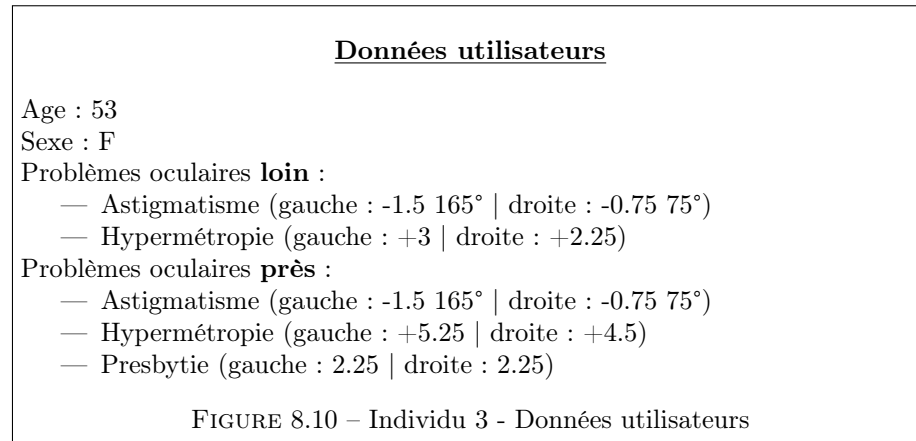 Données utilisateurs
Age : 53
Sexe : F
Problèmes oculaires loin :
— Astigmatisme (gauche : -1.5 165° | droite : -0.75 75°)
— Hypermétropie (gauche : +3 | droite : +2.25)
Problèmes oculaires près :
— Astigmatisme (gauche : -1.5 165° | droite : -0.75 75°)
— Hypermétropie (gauche : +5.25 | droite : +4.5)
— Presbytie (gauche : 2.25 | droite : 2.25)
FIGURE 8.10 – Individu 3 - Données utilisateurs